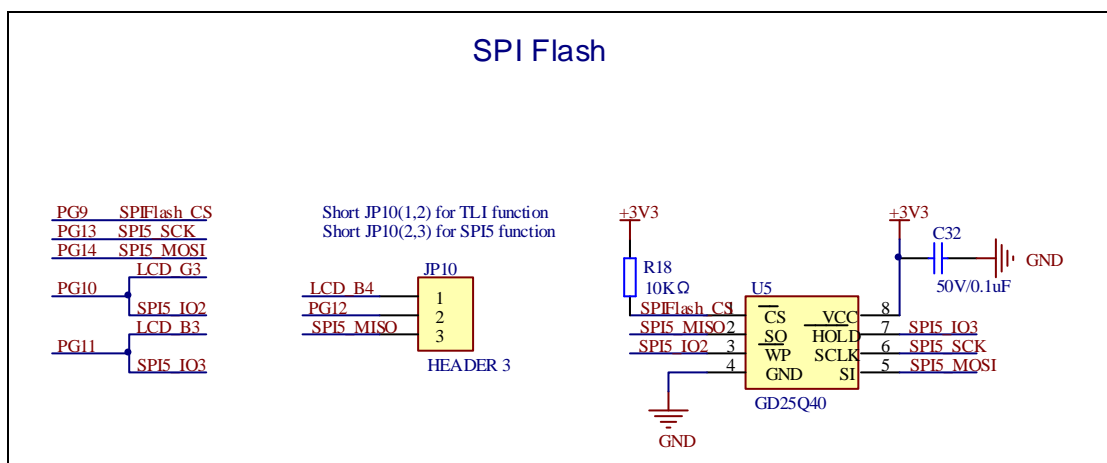 SPI Flash
PG9 SPIFlash_CS
PG13 SPI5_SCK
PG14 SPI5_MOSI
LCD_G3
PG10
SPI5_IO2
LCD_B3
PG11
SPI5_IO3
Short JP10(1,2) for TLI function
Short JP10(2,3) for SPI5 function
JP10
LCD_B4 1
PG12 2
SPI5_MISO 3
HEADER 3
+3V3
R18
10KΩ
+3V3
C32
GND
50V/0.1uF
U5
SPIFlash_CS 1 CS VCC 8
SPI5_MISO 2 SO HOLD 7 SPI5_IO3
SPI5_IO2 3 WP SCLK 6 SPI5_SCK
4 GND SI 5 SPI5_MOSI
GD25Q40
GND